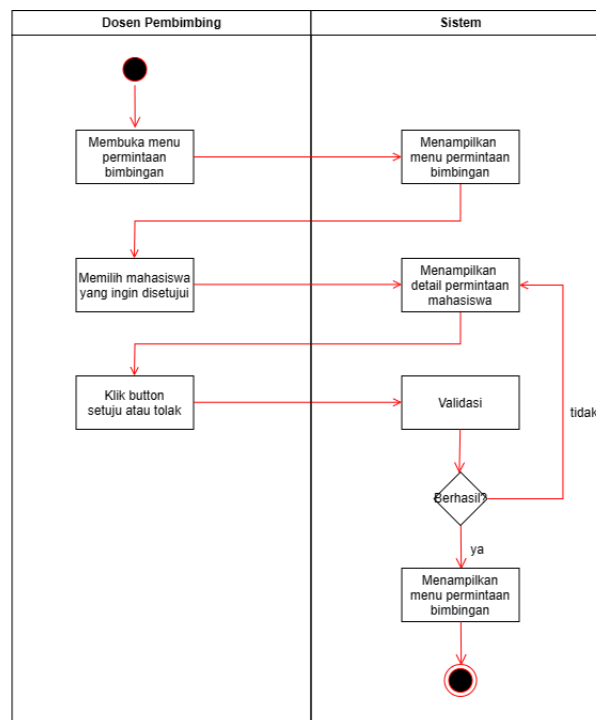 Dosen Pembimbing
Sistem
Membuka menu
permintaan
bimbingan
Menampilkan
menu permintaan
bimbingan
Memilih mahasiswa
yang ingin disetujui
Menampilkan
detail permintaan
mahasiswa
Klik button
setuju atau tolak
Validasi
tidak
Berhasil?
ya
Menampilkan
menu permintaan
bimbingan